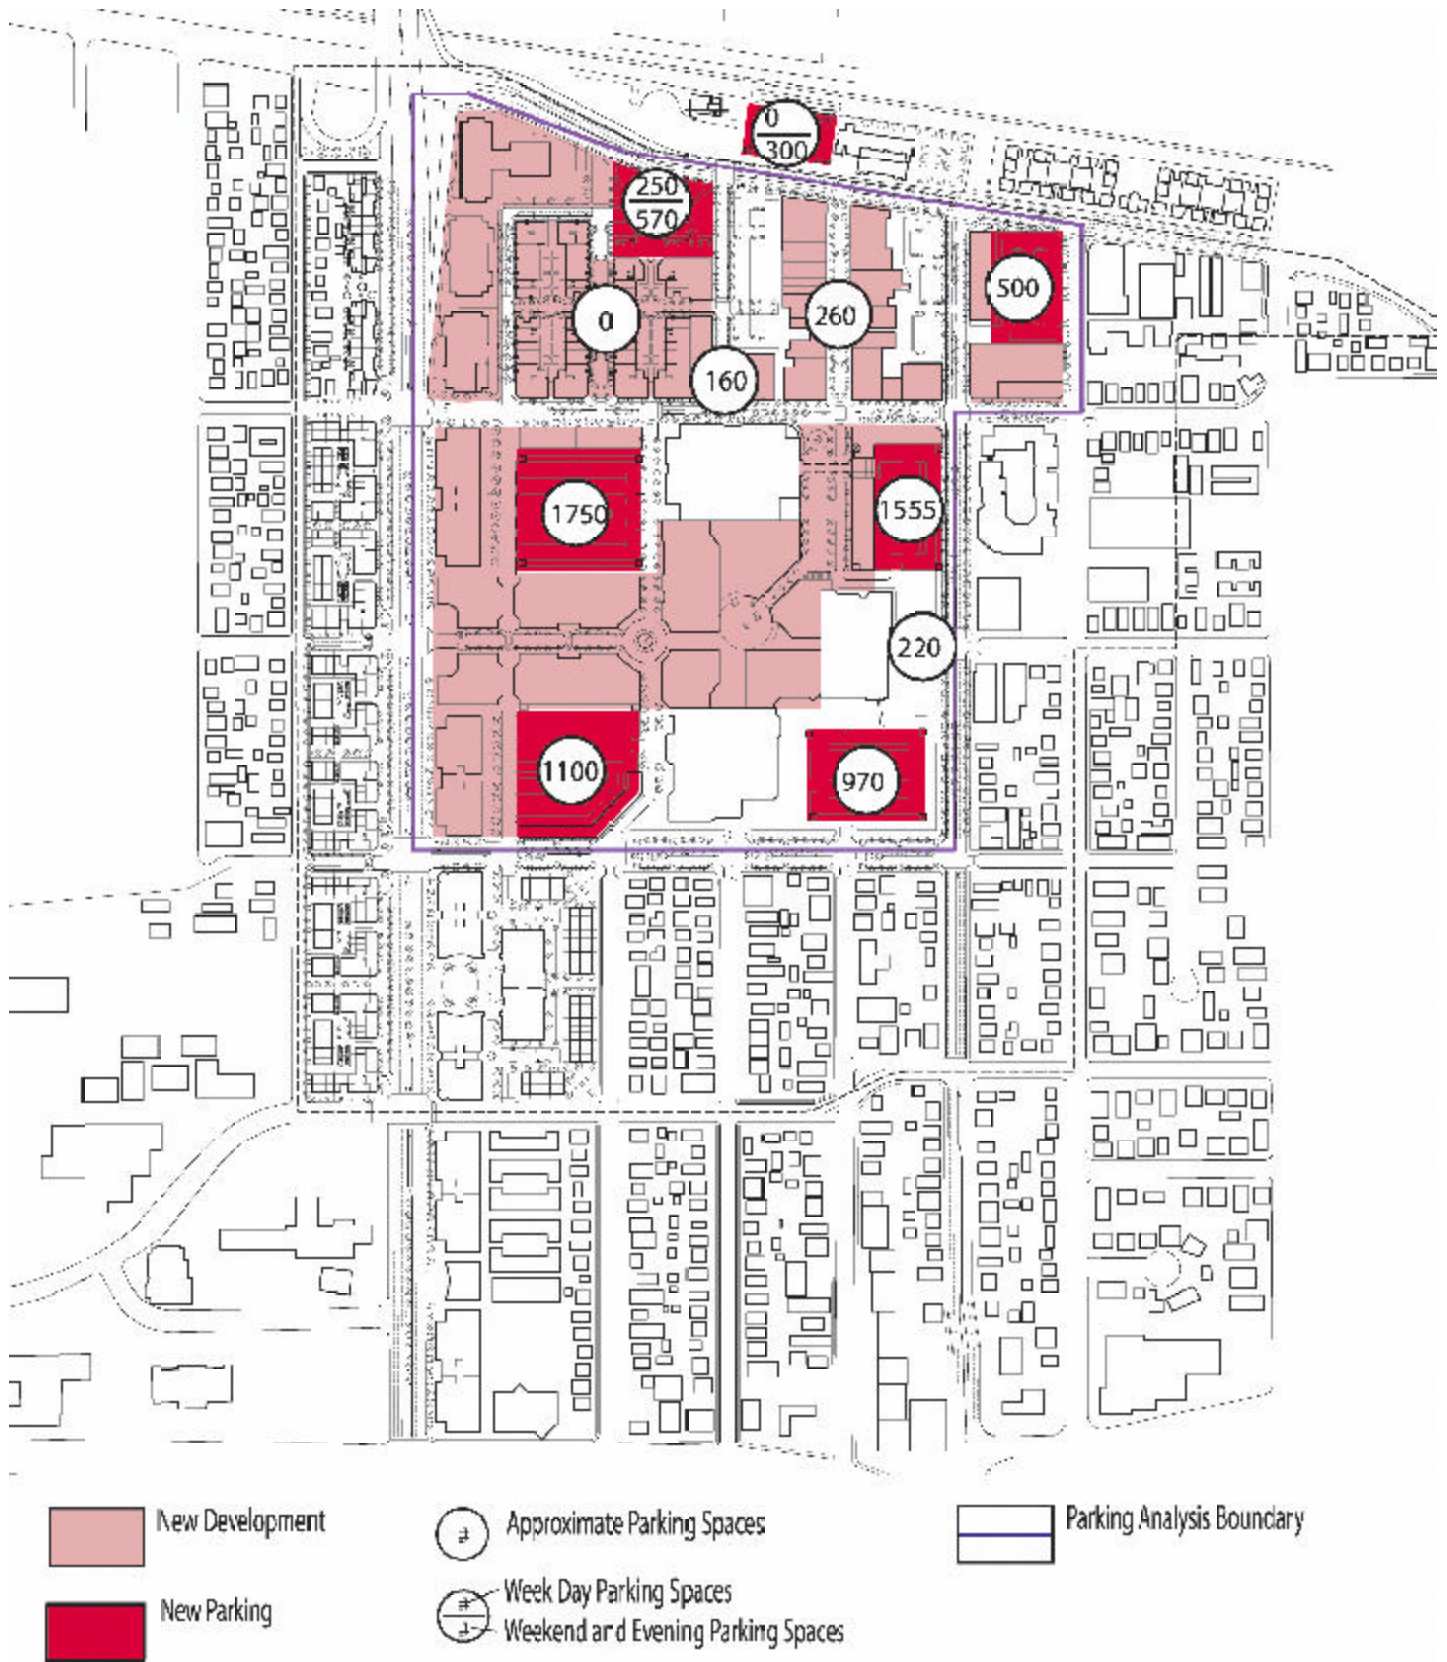 0
300
250
570
500
0
260
160
1750
1555
220
1100
970
New Development
New Parking
#
Approximate Parking Spaces
#
Week Day Parking Spaces
#
Weekend and Evening Parking Spaces
Parking Analysis Boundary